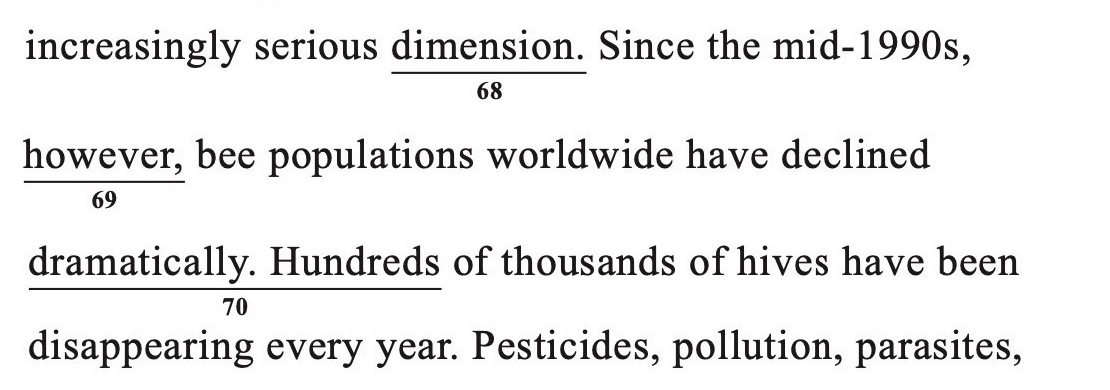 increasingly serious dimension. Since the mid-1990s,
68
however, bee populations worldwide have declined
69
dramatically. Hundreds of thousands of hives have been
70
disappearing every year. Pesticides, pollution, parasites,